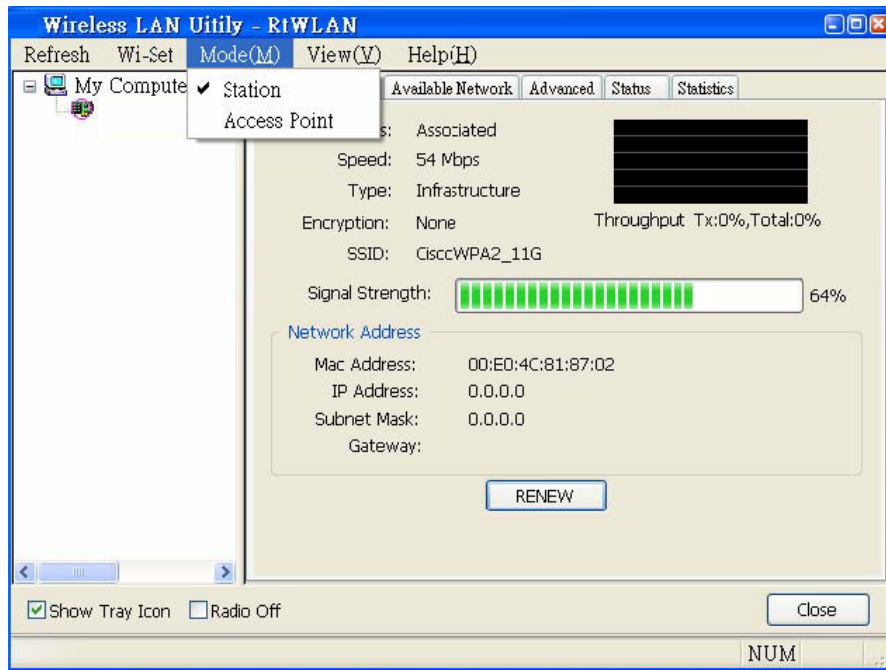 Wireless LAN Uitily - RtWLAN
Refresh Wi-Set Mode(M) View(V) Help(H)
My Compute
Station
Access Point
Available Network Advanced Status Statistics
s: Associated
Speed: 54 Mbps
Type: Infrastructure
Encryption: None
Throughput Tx:0%,Total:0%
SSID: CisccWPA2_11G
Signal Strength: 64%
Network Address
Mac Address: 00:E0:4C:81:87:02
IP Address: 0.0.0.0
Subnet Mask: 0.0.0.0
Gateway:
RENEW
Show Tray Icon Radio Off Close
NUM